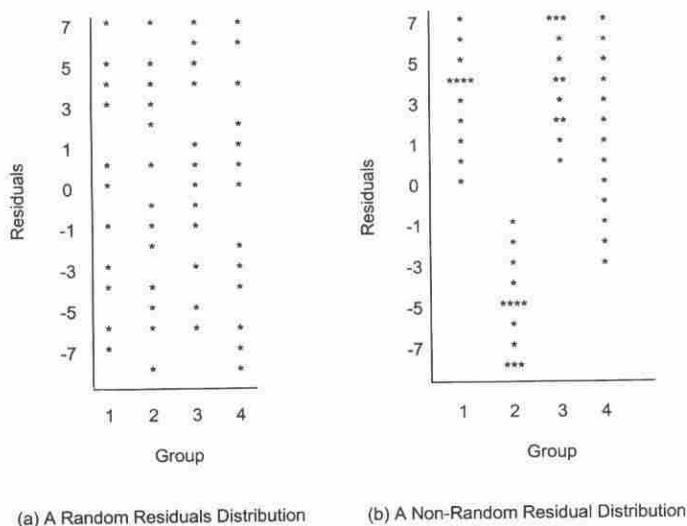 Residuals
7
5
3
1
0
-1
-3
-5
-7
1 2 3 4
Group
(a) A Random Residuals Distribution
Residuals
7
5
3
1
0
-1
-3
-5
-7
1 2 3 4
Group
(b) A Non-Random Residual Distribution